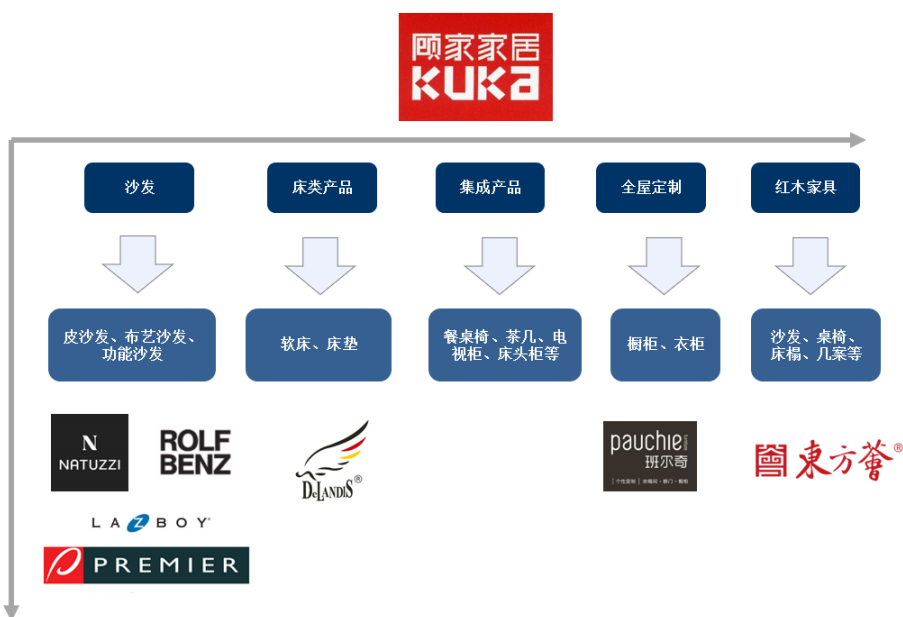 顾家家居
KUKa
沙发
床类产品
集成产品
全屋定制
红木家具
皮沙发、布艺沙发、
功能沙发
软床、床垫
餐桌椅、茶几、电
视柜、床头柜等
橱柜、衣柜
沙发、桌椅、
床榻、几案等
N
NATUZZI
ROLF
BENZ
DeLANDIS®
pauchie
班尔奇
東方薈®
LAZBOY
PREMIER